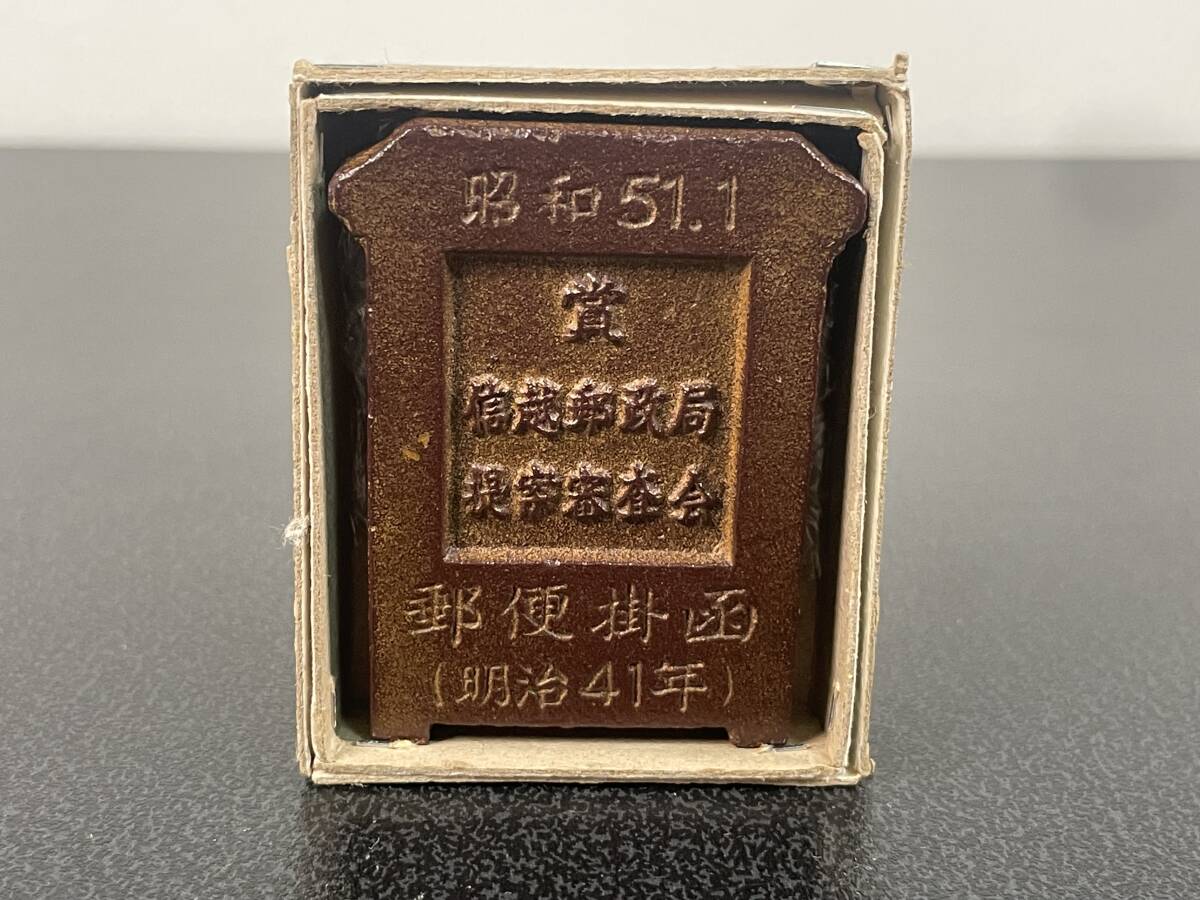 昭和51.1
賞
信越郵政局
提案審査会
郵便掛函
(明治41年)